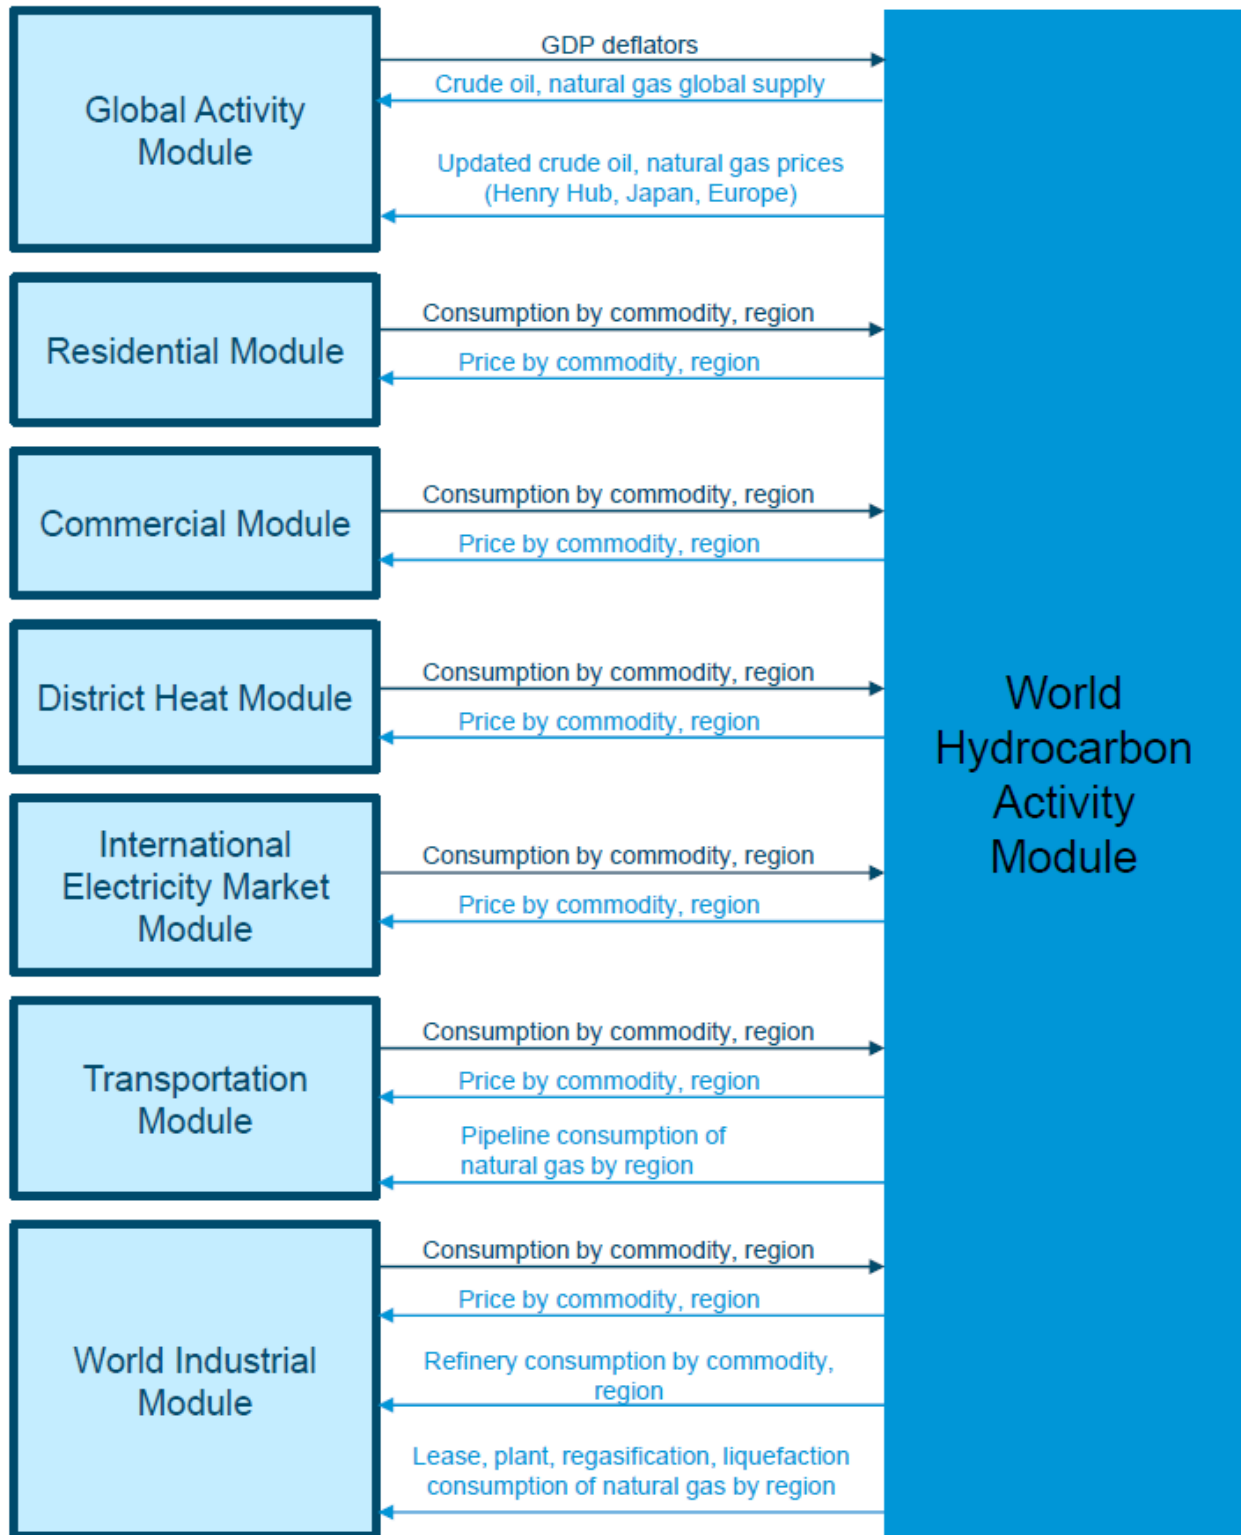 GDP deflators
Crude oil, natural gas global supply
Global Activity
Module
Updated crude oil, natural gas prices
(Henry Hub, Japan, Europe)
Consumption by commodity, region
Residential Module
Price by commodity, region
Consumption by commodity, region
Commercial Module
Price by commodity, region
Consumption by commodity, region
District Heat Module
Price by commodity, region
World
Hydrocarbon
Activity
Module
International
Electricity Market
Module
Consumption by commodity, region
Price by commodity, region
Consumption by commodity, region
Transportation
Module
Price by commodity, region
Pipeline consumption of
natural gas by region
Consumption by commodity, region
Price by commodity, region
World Industrial
Module
Refinery consumption by commodity,
region
Lease, plant, regasification, liquefaction
consumption of natural gas by region